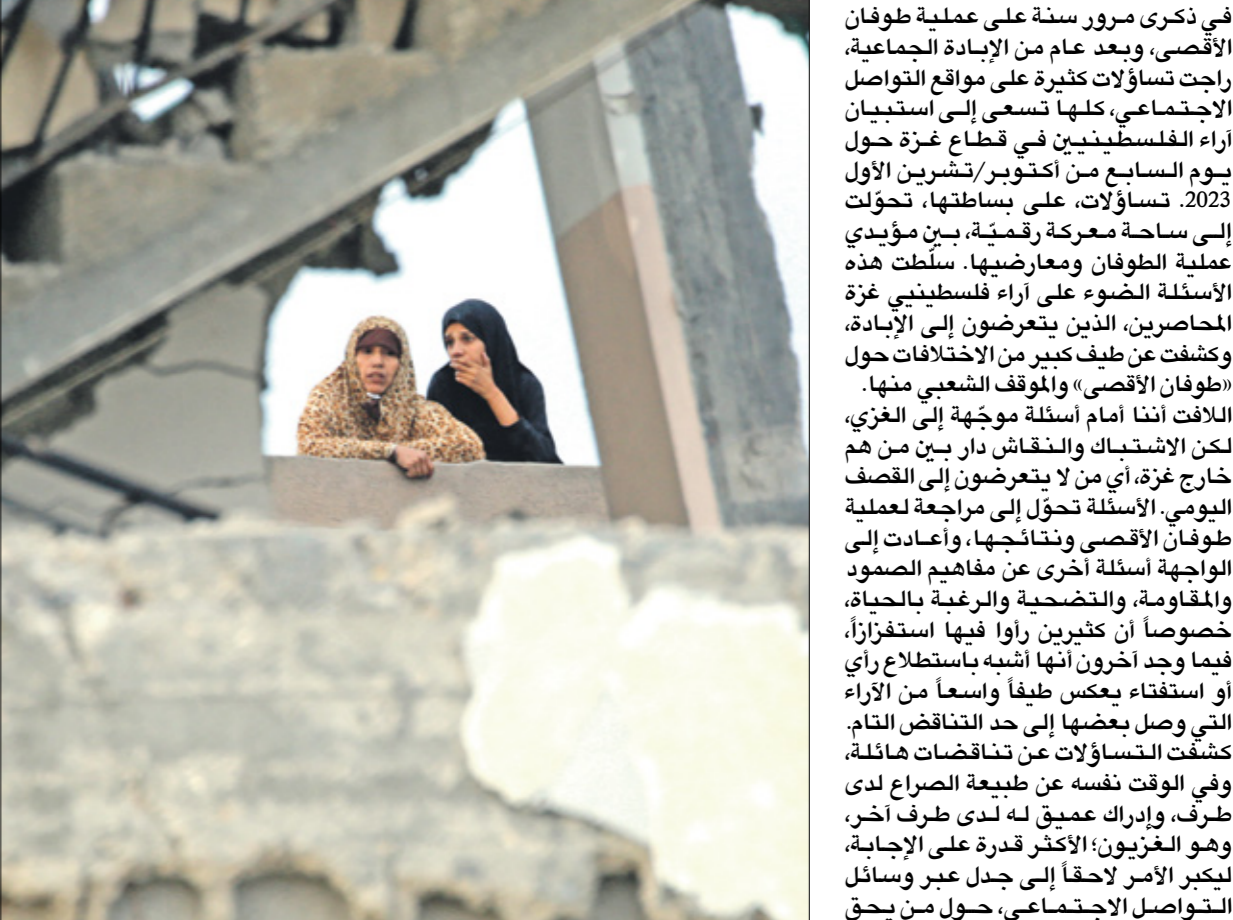 في ذكرى مرور سنة على عملية طوفان
الأقصى، وبعد عام من الإبادة الجماعية،
راجت تساؤلات كثيرة على مواقع التواصل
الاجتماعي، كلها تسعى إلى استبيان
آراء الفلسطينيين في قطاع غزة حول
يوم السابع من أكتوبر/تشرين الأول
2023. تساؤلات، على بساطتها، تحوّلت
إلى ساحة معركة رقميّة، بين مؤيدي
عملية الطوفان ومعارضيها. سلّطت هذه
الأسئلة الضوء على آراء فلسطينيي غزة
المحاصرين، الذين يتعرضون إلى الإبادة،
وكشفت عن طيف كبير من الاختلافات حول
«طوفان الأقصى» والموقف الشعبي منها.
اللافت أننا أمام أسئلة موجّهة إلى الغزي،
لكن الاشتباك والنقاش دار بين من هم
خارج غزة، أي من لا يتعرضون إلى القصف
اليومي. الأسئلة تحوّل إلى مراجعة لعملية
طوفان الأقصى ونتائجها، وأعادت إلى
الواجهة أسئلة أخرى عن مفاهيم الصمود
والمقاومة، والتضحية والرغبة بالحياة،
خصوصاً أن كثيرين رأوا فيها استفزازاً،
فيما وجد آخرون أنها أشبه باستطلاع رأي
أو استفتاء يعكس طيفاً واسعاً من الآراء
التي وصل بعضها إلى حد التناقض التام.
كشفت التساؤلات عن تناقضات هائلة،
وفي الوقت نفسه عن طبيعة الصراع لدى
طرف، وإدراك عميق له لدى طرف آخر،
وهو الغزيون؛ الأكثر قدرة على الإجابة،
ليكبر الأمر لاحقاً إلى جدل عبر وسائل
التواصل الاجتماعي، حول من يحق